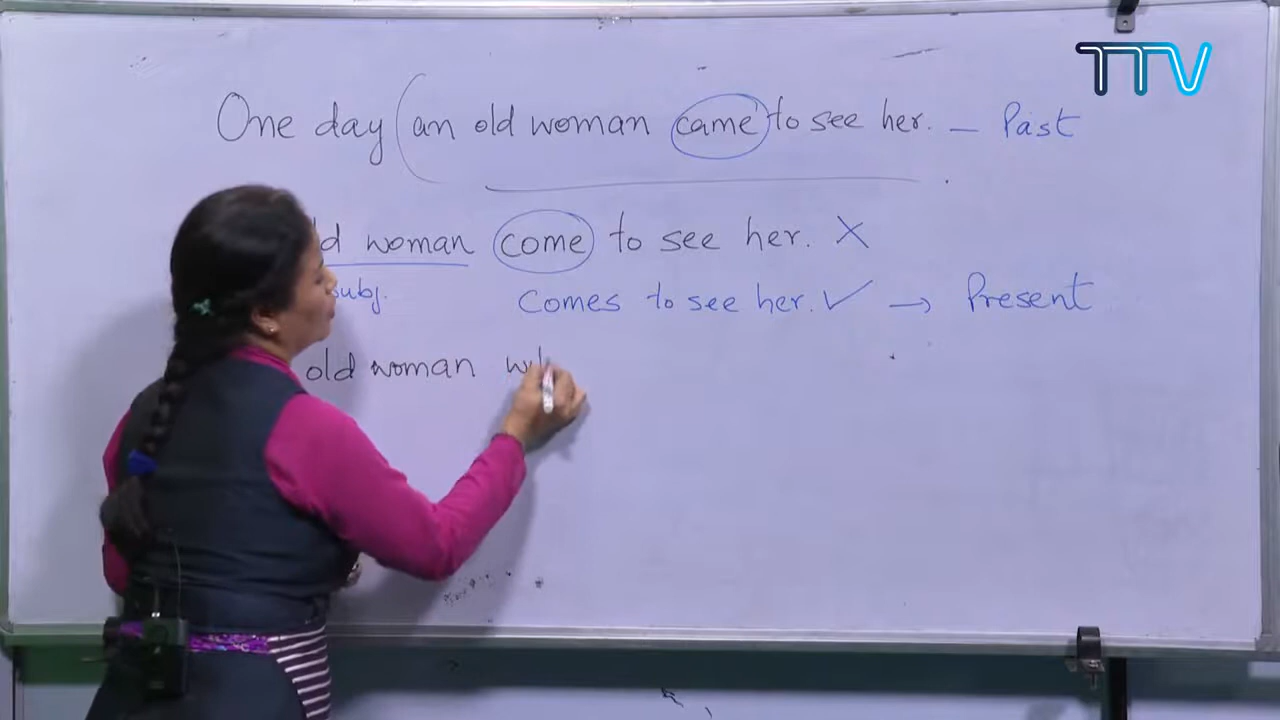 TTV
One day (an old woman came to see her. — Past
woman come to see her. X
Subj. Comes to see her. ✓ → Present
old woman